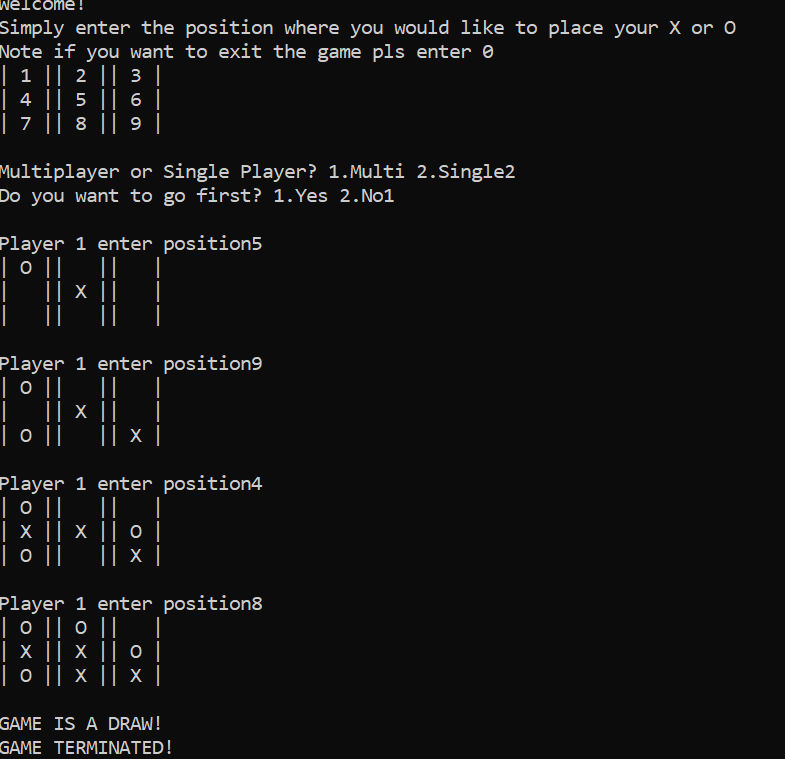 Welcome!
Simply enter the position where you would like to place your X or O
Note if you want to exit the game pls enter 0
| 1 || 2 || 3 |
| 4 || 5 || 6 |
| 7 || 8 || 9 |
Multiplayer or Single Player? 1.Multi 2.Single2
Do you want to go first? 1.Yes 2.No1
Player 1 enter position5
| O ||   ||   |
|   || X ||   |
|   ||   ||   |
Player 1 enter position9
| O ||   ||   |
|   || X ||   |
| O ||   || X |
Player 1 enter position4
| O ||   ||   |
| X || X || O |
| O ||   || X |
Player 1 enter position8
| O || O ||   |
| X || X || O |
| O || X || X |
GAME IS A DRAW!
GAME TERMINATED!